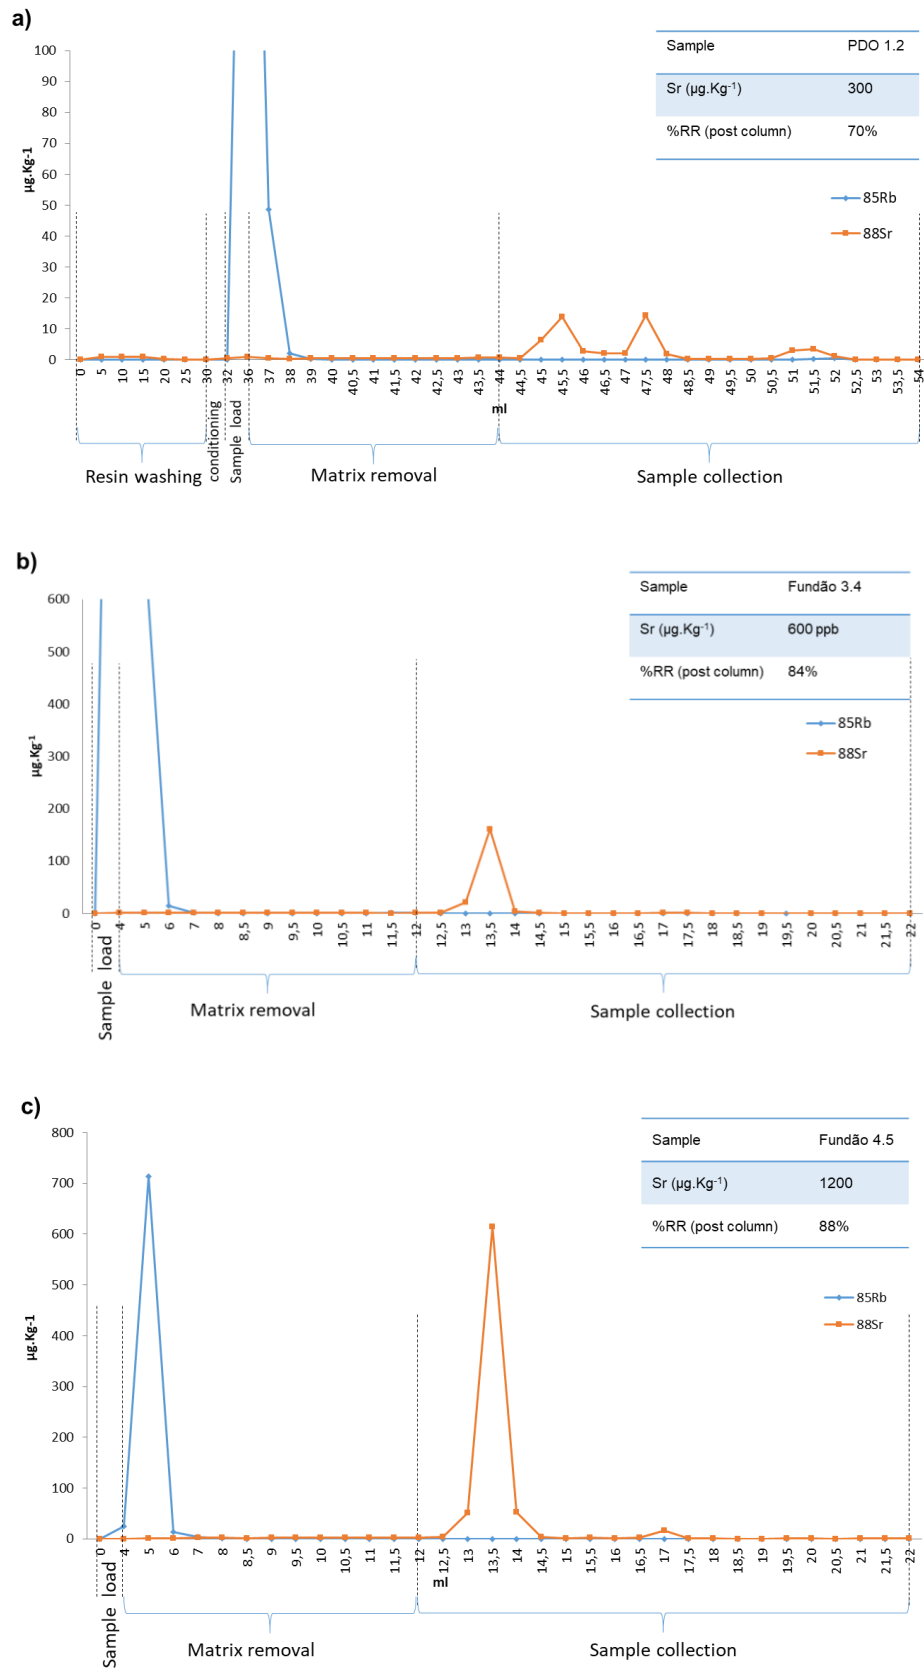 a)
Sample PDO 1.2
Sr (µg.Kg-1) 300
%RR (post column) 70%
85Rb
88Sr
µg.Kg-1
100
90
80
70
60
50
40
30
20
10
0
0 5 10 15 20 25 30 32 36 37 38 39 40 40,5 41 41,5 42 42,5 43 43,5 44 44,5 45 45,5 46 46,5 47 47,5 48 48,5 49 49,5 50 50,5 51 51,5 52 52,5 53 53,5 54
ml
Resin washing conditioning Sample load Matrix removal Sample collection
b)
Sample Fundão 3.4
Sr (µg.Kg-1) 600 ppb
%RR (post column) 84%
85Rb
88Sr
µg.Kg-1
600
500
400
300
200
100
0
0 4 5 6 7 8 8,5 9 9,5 10 10,5 11 11,5 12 12,5 13 13,5 14 14,5 15 15,5 16 16,5 17 17,5 18 18,5 19 19,5 20 20,5 21 21,5 22
Sample load Matrix removal Sample collection
c)
Sample Fundão 4.5
Sr (µg.Kg-1) 1200
%RR (post column) 88%
85Rb
88Sr
µg.Kg-1
800
700
600
500
400
300
200
100
0
0 4 5 6 7 8 8,5 9 9,5 10 10,5 11 11,5 12 12,5 13 13,5 14 14,5 15 15,5 16 16,5 17 17,5 18 18,5 19 19,5 20 20,5 21 21,5 22
ml
Sample load Matrix removal Sample collection